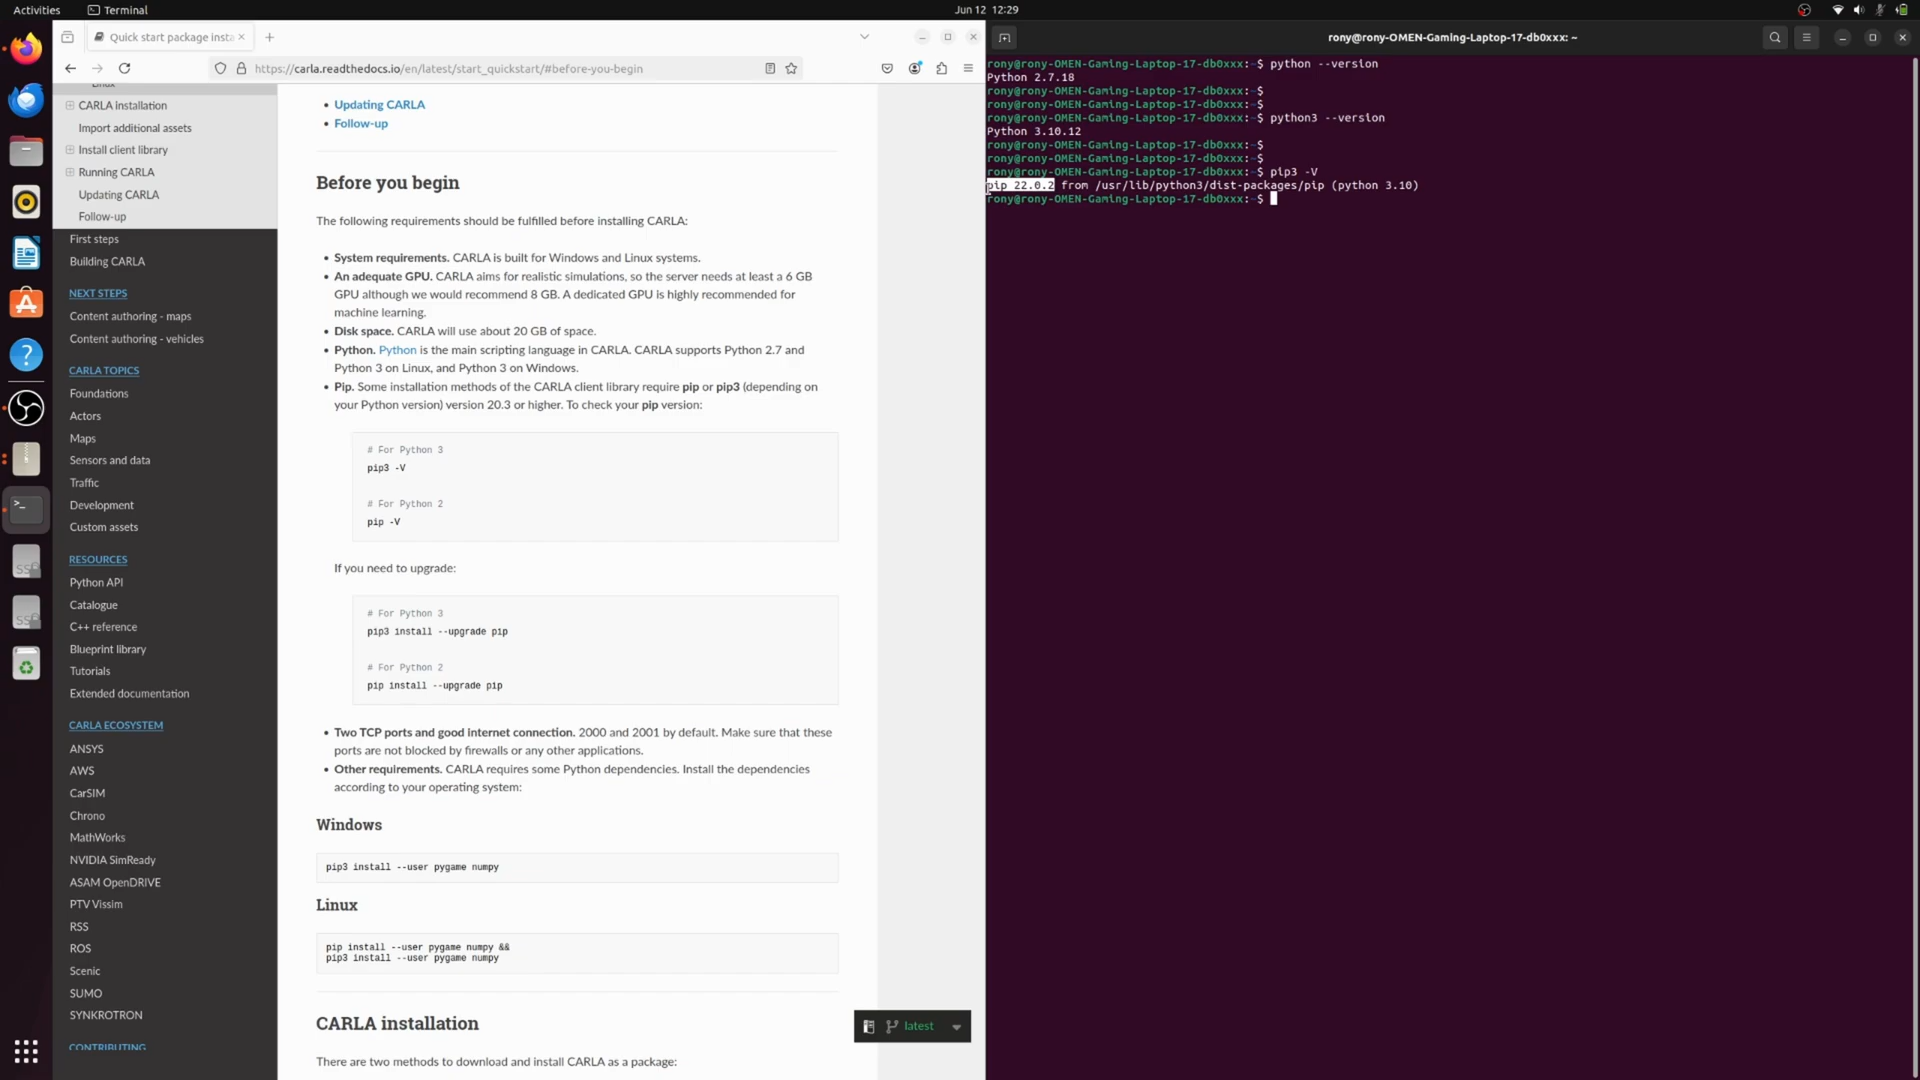 Activities
Terminal
Jun 12 12:29
Quick start package insta
https://carla.readthedocs.io/en/latest/start_quickstart/#before-you-begin
Linux
CARLA installation
Import additional assets
Install client library
Running CARLA
Updating CARLA
Follow-up
First steps
Building CARLA
NEXT STEPS
Content authoring - maps
Content authoring - vehicles
CARLA TOPICS
Foundations
Actors
Maps
Sensors and data
Traffic
Development
Custom assets
RESOURCES
Python API
Catalogue
C++ reference
Blueprint library
Tutorials
Extended documentation
CARLA ECOSYSTEM
ANSYS
AWS
CarSIM
Chrono
MathWorks
NVIDIA SimReady
ASAM OpenDRIVE
PTV Vissim
RSS
ROS
Scenic
SUMO
SYNKROTRON
CONTRIBUTING
• Updating CARLA
• Follow-up
Before you begin
The following requirements should be fulfilled before installing CARLA:
• System requirements. CARLA is built for Windows and Linux systems.
• An adequate GPU. CARLA aims for realistic simulations, so the server needs at least a 6 GB
GPU although we would recommend 8 GB. A dedicated GPU is highly recommended for
machine learning.
• Disk space. CARLA will use about 20 GB of space.
• Python. Python is the main scripting language in CARLA. CARLA supports Python 2.7 and
Python 3 on Linux, and Python 3 on Windows.
• Pip. Some installation methods of the CARLA client library require pip or pip3 (depending on
your Python version) version 20.3 or higher. To check your pip version:
# For Python 3
pip3 -V
# For Python 2
pip -V
If you need to upgrade:
# For Python 3
pip3 install --upgrade pip
# For Python 2
pip install --upgrade pip
• Two TCP ports and good internet connection. 2000 and 2001 by default. Make sure that these
ports are not blocked by firewalls or any other applications.
• Other requirements. CARLA requires some Python dependencies. Install the dependencies
according to your operating system:
Windows
pip3 install --user pygame numpy
Linux
pip install --user pygame numpy &&
pip3 install --user pygame numpy
CARLA installation
There are two methods to download and install CARLA as a package:
latest
rony@rony-OMEN-Gaming-Laptop-17-db0xxx: ~
rony@rony-OMEN-Gaming-Laptop-17-db0xxx:~$ python --version
Python 2.7.18
rony@rony-OMEN-Gaming-Laptop-17-db0xxx:~$
rony@rony-OMEN-Gaming-Laptop-17-db0xxx:~$
rony@rony-OMEN-Gaming-Laptop-17-db0xxx:~$ python3 --version
Python 3.10.12
rony@rony-OMEN-Gaming-Laptop-17-db0xxx:~$
rony@rony-OMEN-Gaming-Laptop-17-db0xxx:~$
rony@rony-OMEN-Gaming-Laptop-17-db0xxx:~$ pip3 -V
pip 22.0.2 from /usr/lib/python3/dist-packages/pip (python 3.10)
rony@rony-OMEN-Gaming-Laptop-17-db0xxx:~$